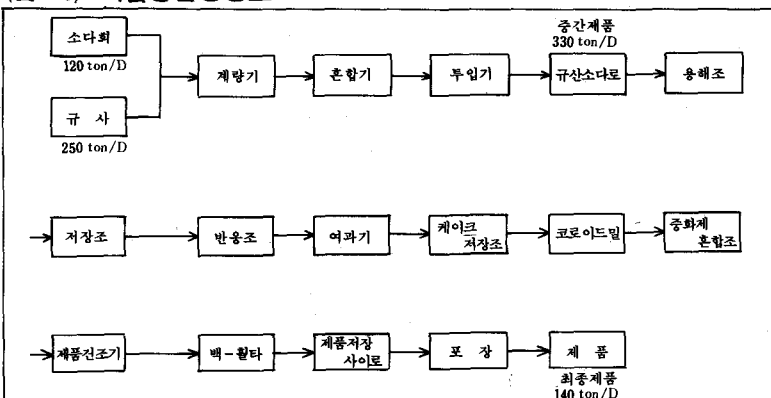 소다회
120 ton/D
규 사
250 ton/D
계량기
혼합기
투입기
중간제품
330 ton/D
규산소다로
용해조
저장조
반응조
여과기
케이크
저장조
코로이드밀
중화제
혼합조
제품건조기
백-휠타
제품저장
사이로
포 장
제 품
최종제품
140 ton/D